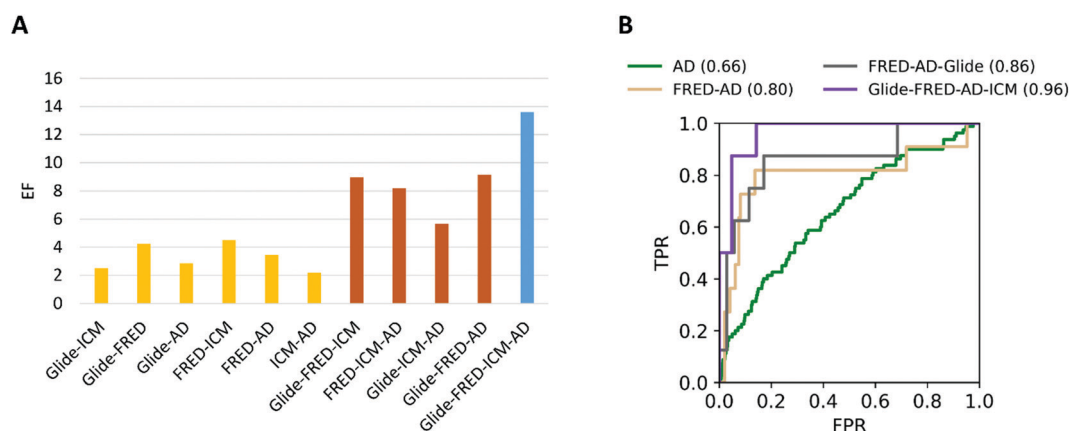 A
16
14
12
10
8
6
4
2
0
EF
Glide-ICM
Glide-FRED
Glide-AD
FRED-ICM
FRED-AD
ICM-AD
Glide-FRED-ICM
FRED-ICM-AD
Glide-ICM-AD
Glide-FRED-AD
Glide-FRED-ICM-AD
B
AD (0.66)
FRED-AD (0.80)
FRED-AD-Glide (0.86)
Glide-FRED-AD-ICM (0.96)
1.0
0.8
0.6
0.4
0.2
0.0
TPR
0.0 0.2 0.4 0.6 0.8 1.0
FPR